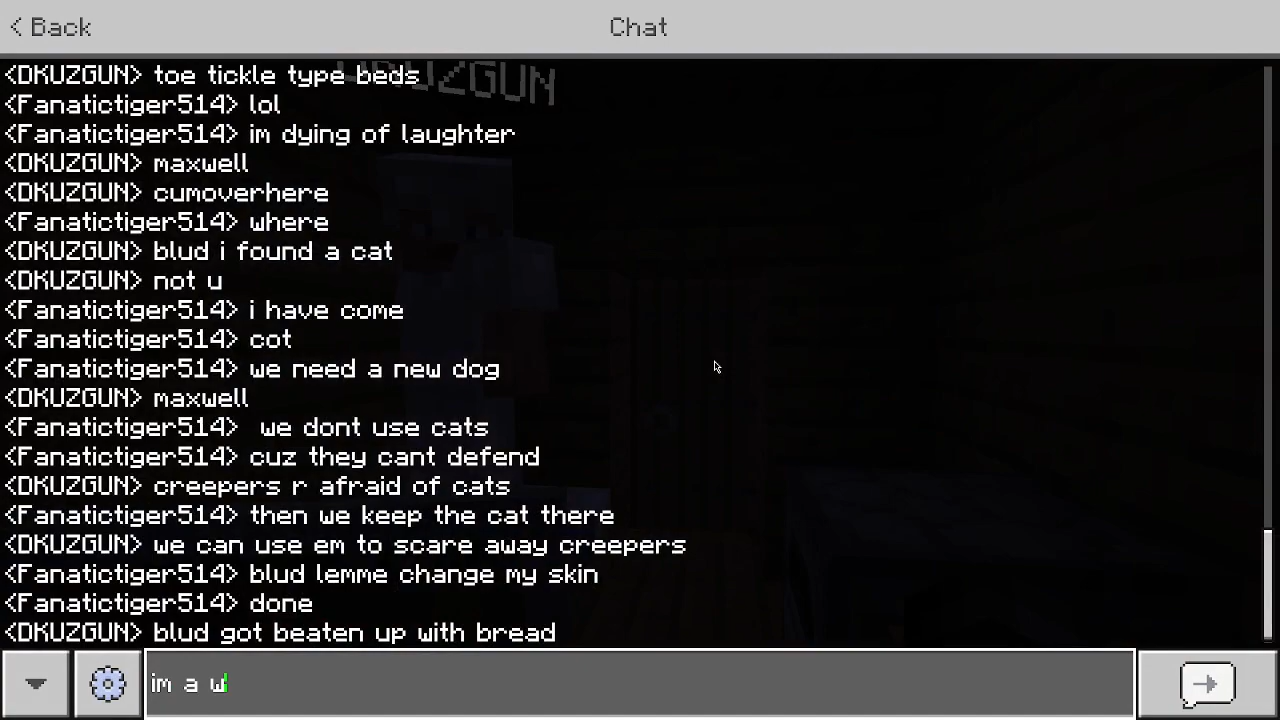 < Back
Chat
DKUZGUN
<DKUZGUN> toe tickle type beds
<Fanatictiger514> lol
<Fanatictiger514> im dying of laughter
<DKUZGUN> maxwell
<DKUZGUN> cumoverhere
<Fanatictiger514> where
<DKUZGUN> blud i found a cat
<DKUZGUN> not u
<Fanatictiger514> i have come
<Fanatictiger514> cot
<Fanatictiger514> we need a new dog
<DKUZGUN> maxwell
<Fanatictiger514>  we dont use cats
<Fanatictiger514> cuz they cant defend
<DKUZGUN> creepers r afraid of cats
<Fanatictiger514> then we keep the cat there
<DKUZGUN> we can use em to scare away creepers
<Fanatictiger514> blud lemme change my skin
<Fanatictiger514> done
<DKUZGUN> blud got beaten up with bread
im a w